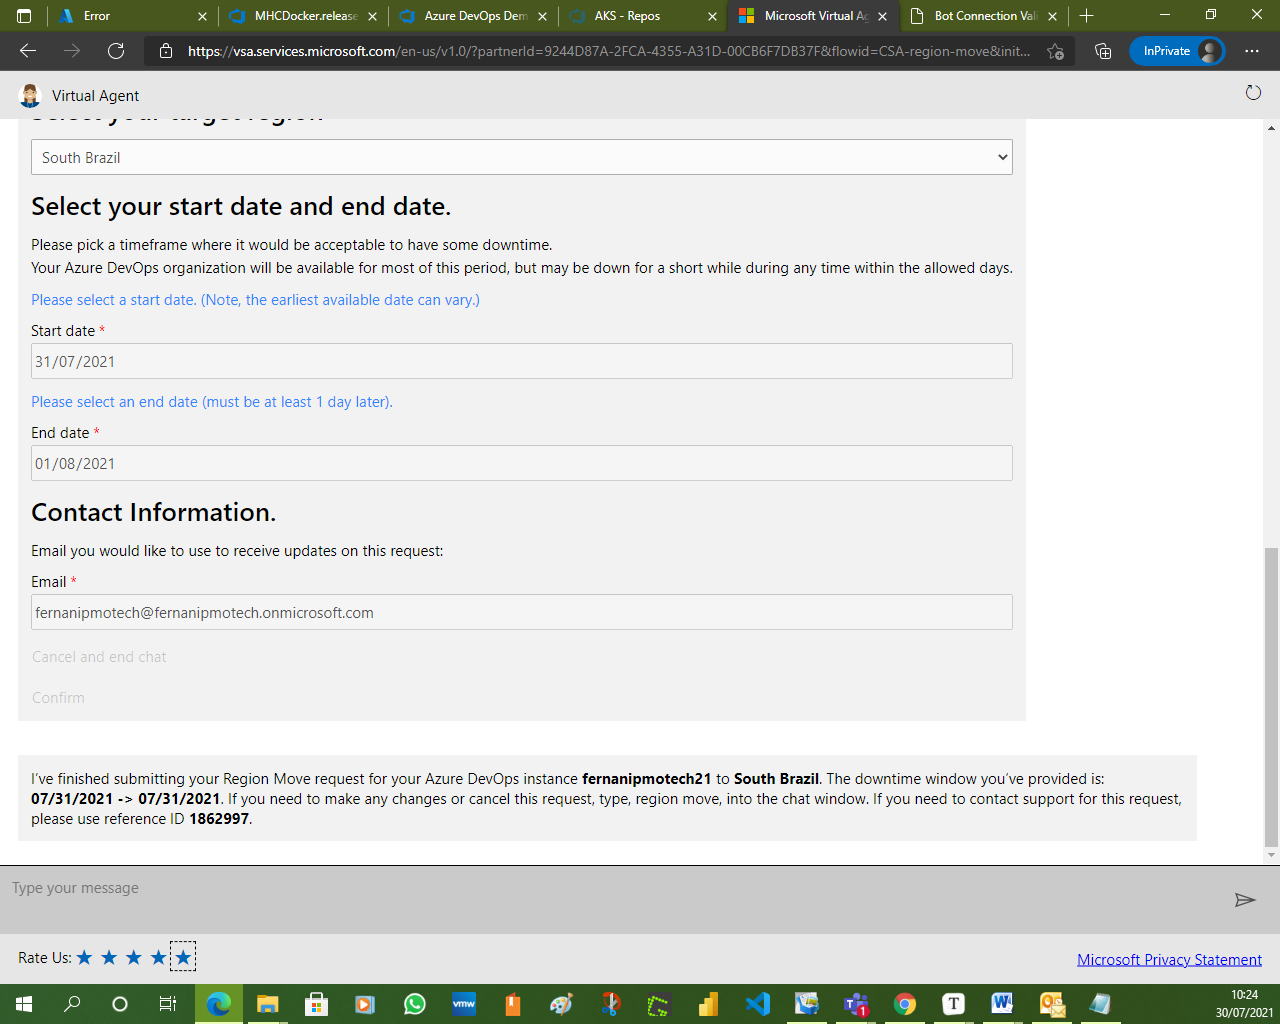 Error
MHCDocker.release
Azure DevOps Dem
AKS - Repos
Microsoft Virtual Ag
Bot Connection Vali
https://vsa.services.microsoft.com/en-us/v1.0/?partnerId=9244D87A-2FCA-4355-A31D-00CB6F7DB37F&flowid=CSA-region-move&init...
InPrivate
Virtual Agent
Select your target region
South Brazil
Select your start date and end date.
Please pick a timeframe where it would be acceptable to have some downtime.
Your Azure DevOps organization will be available for most of this period, but may be down for a short while during any time within the allowed days.
Please select a start date. (Note, the earliest available date can vary.)
Start date *
31/07/2021
Please select an end date (must be at least 1 day later).
End date *
01/08/2021
Contact Information.
Email you would like to use to receive updates on this request:
Email *
fernanipmotech@fernanipmotech.onmicrosoft.com
Cancel and end chat
Confirm
I've finished submitting your Region Move request for your Azure DevOps instance fernanipmotech21 to South Brazil. The downtime window you've provided is:
07/31/2021 -> 07/31/2021. If you need to make any changes or cancel this request, type, region move, into the chat window. If you need to contact support for this request,
please use reference ID 1862997.
Type your message
Rate Us:
Microsoft Privacy Statement
vmw
1
T
10:24
30/07/2021